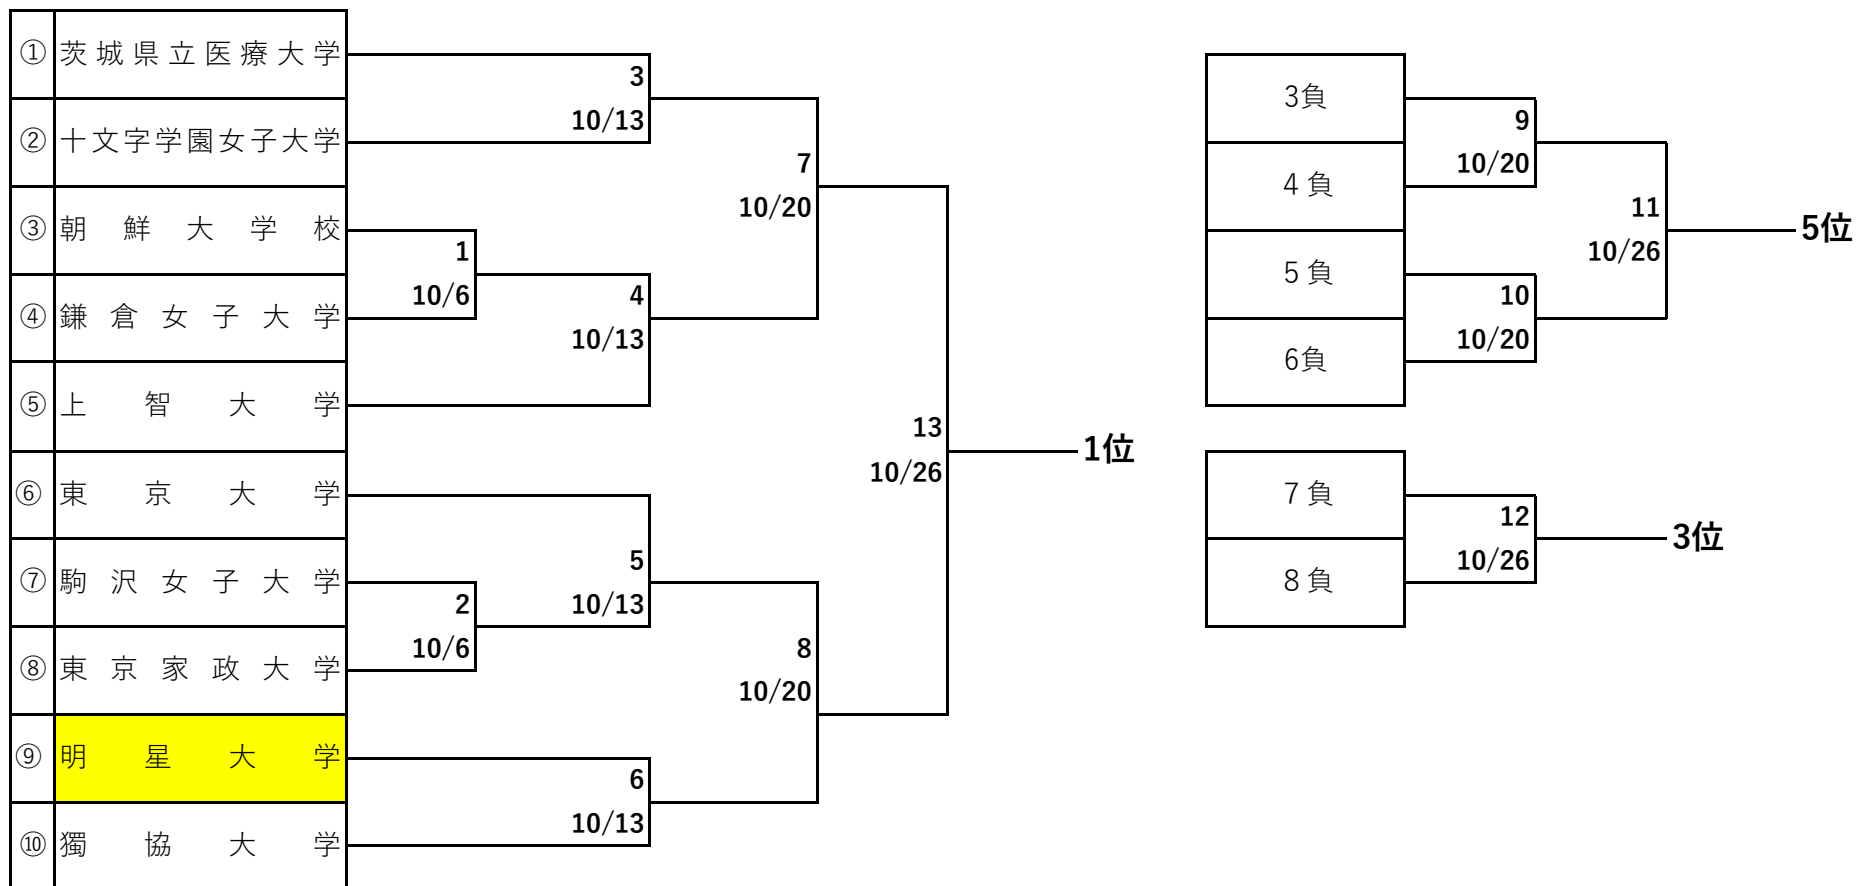 ① 茨城県立医療大学
② 十文字学園女子大学
③ 朝鮮大学校
④ 鎌倉女子大学
⑤ 上智大学
⑥ 東京大学
⑦ 駒沢女子大学
⑧ 東京家政大学
⑨ 明星大学
⑩ 獨協大学
1
10/6
2
10/6
3
10/13
4
10/13
5
10/13
6
10/13
7
10/20
8
10/20
13
10/26
1位
3負
4負
5負
6負
9
10/20
10
10/20
11
10/26
5位
7負
8負
12
10/26
3位